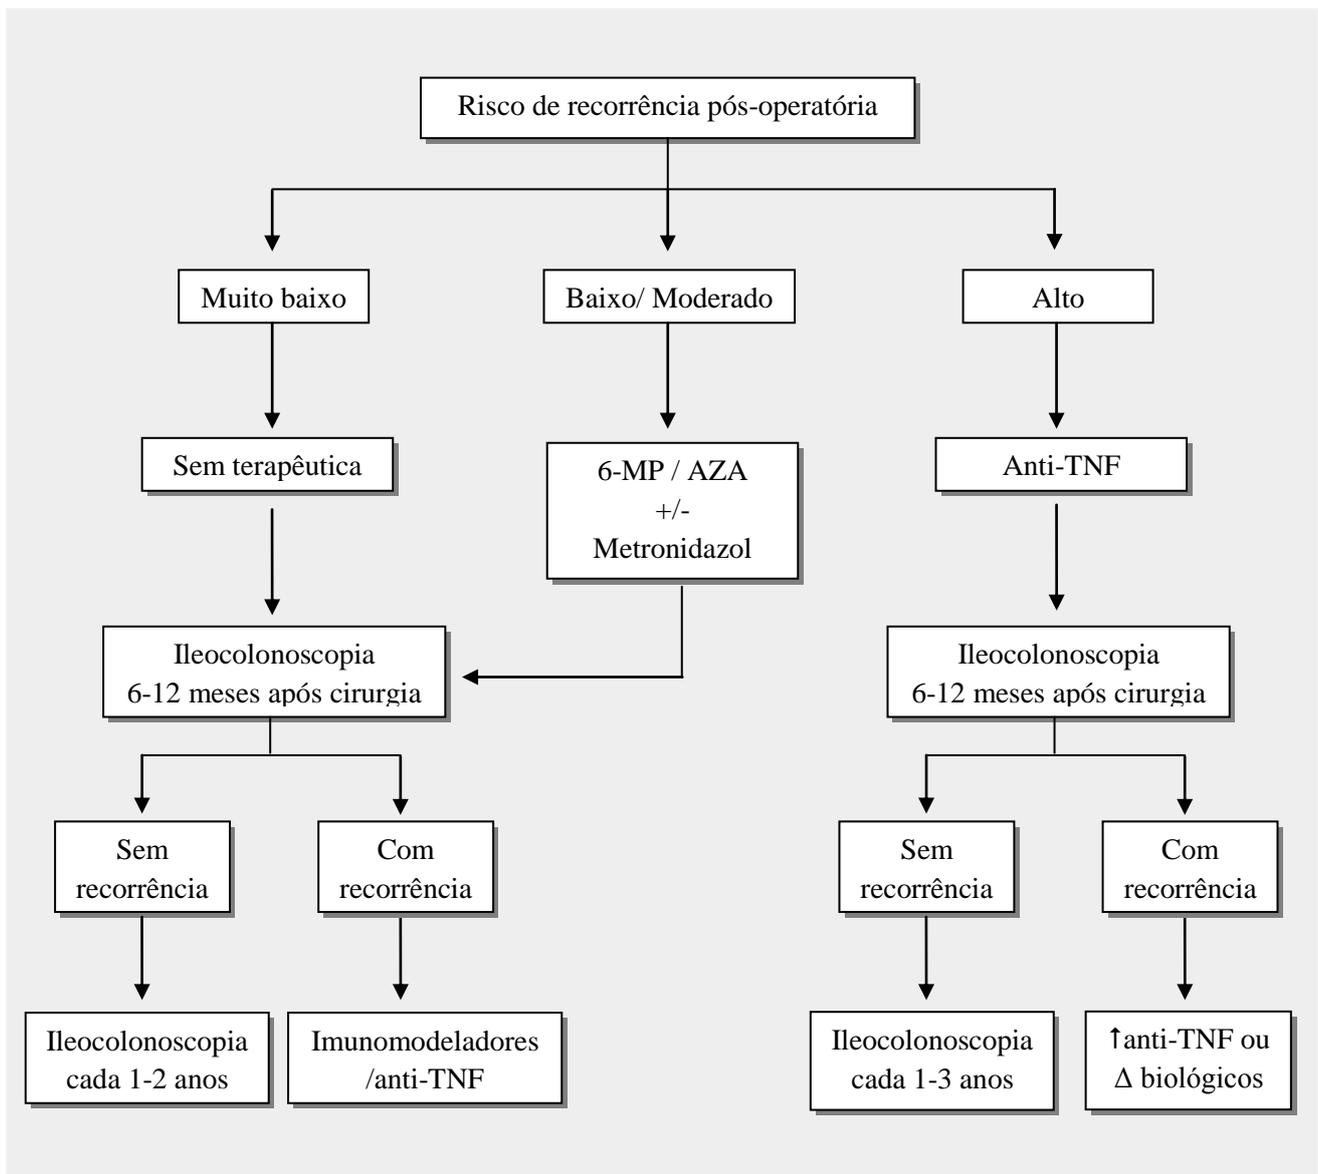 Risco de recorrência pós-operatória
Muito baixo
Baixo/ Moderado
Alto
Sem terapêutica
6-MP / AZA
+/-
Metronidazol
Anti-TNF
Ileocolonoscopia
6-12 meses após cirurgia
Ileocolonoscopia
6-12 meses após cirurgia
Sem
recorrência
Com
recorrência
Sem
recorrência
Com
recorrência
Ileocolonoscopia
cada 1-2 anos
Imunomodeladores
/anti-TNF
Ileocolonoscopia
cada 1-3 anos
↑anti-TNF ou
Δ biológicos